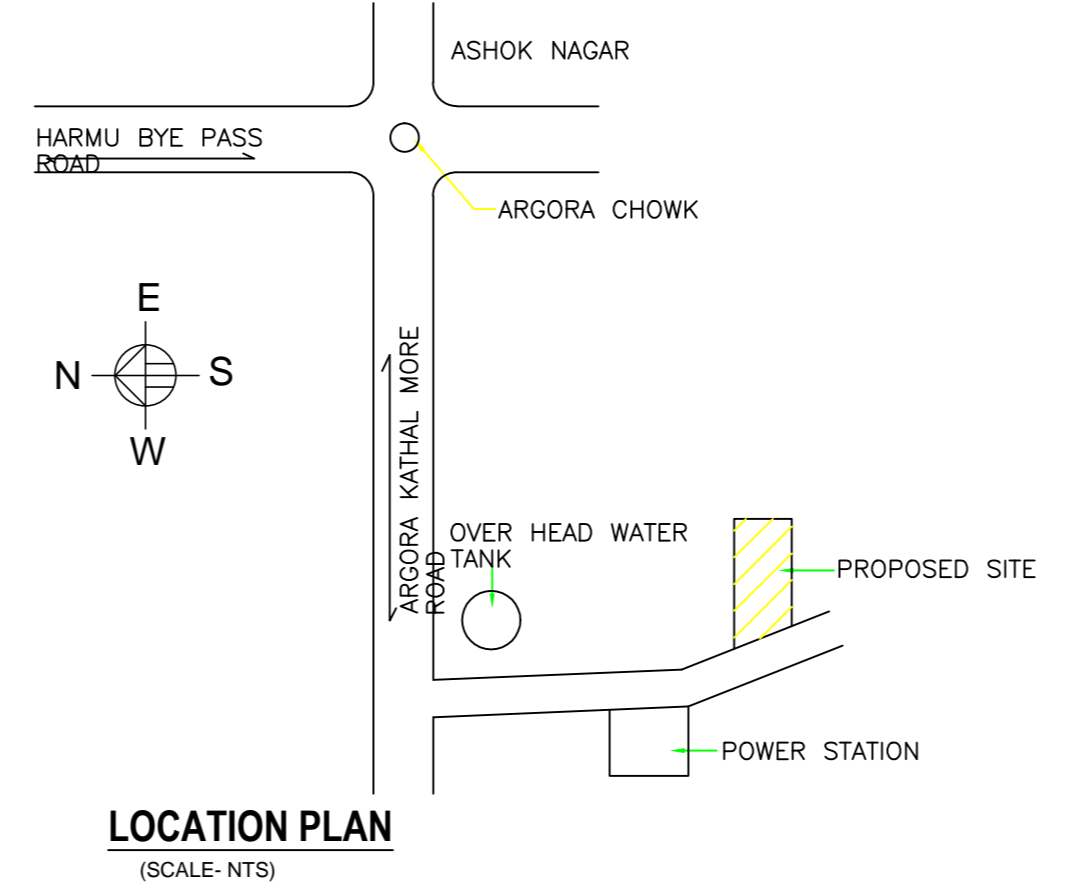 ASHOK NAGAR
HARMU BYE PASS
ROAD
ARGORA CHOWK
E
N
S
W
ARGORA KATHAL MORE
ROAD
OVER HEAD WATER
TANK
PROPOSED SITE
POWER STATION
LOCATION PLAN
(SCALE- NTS)